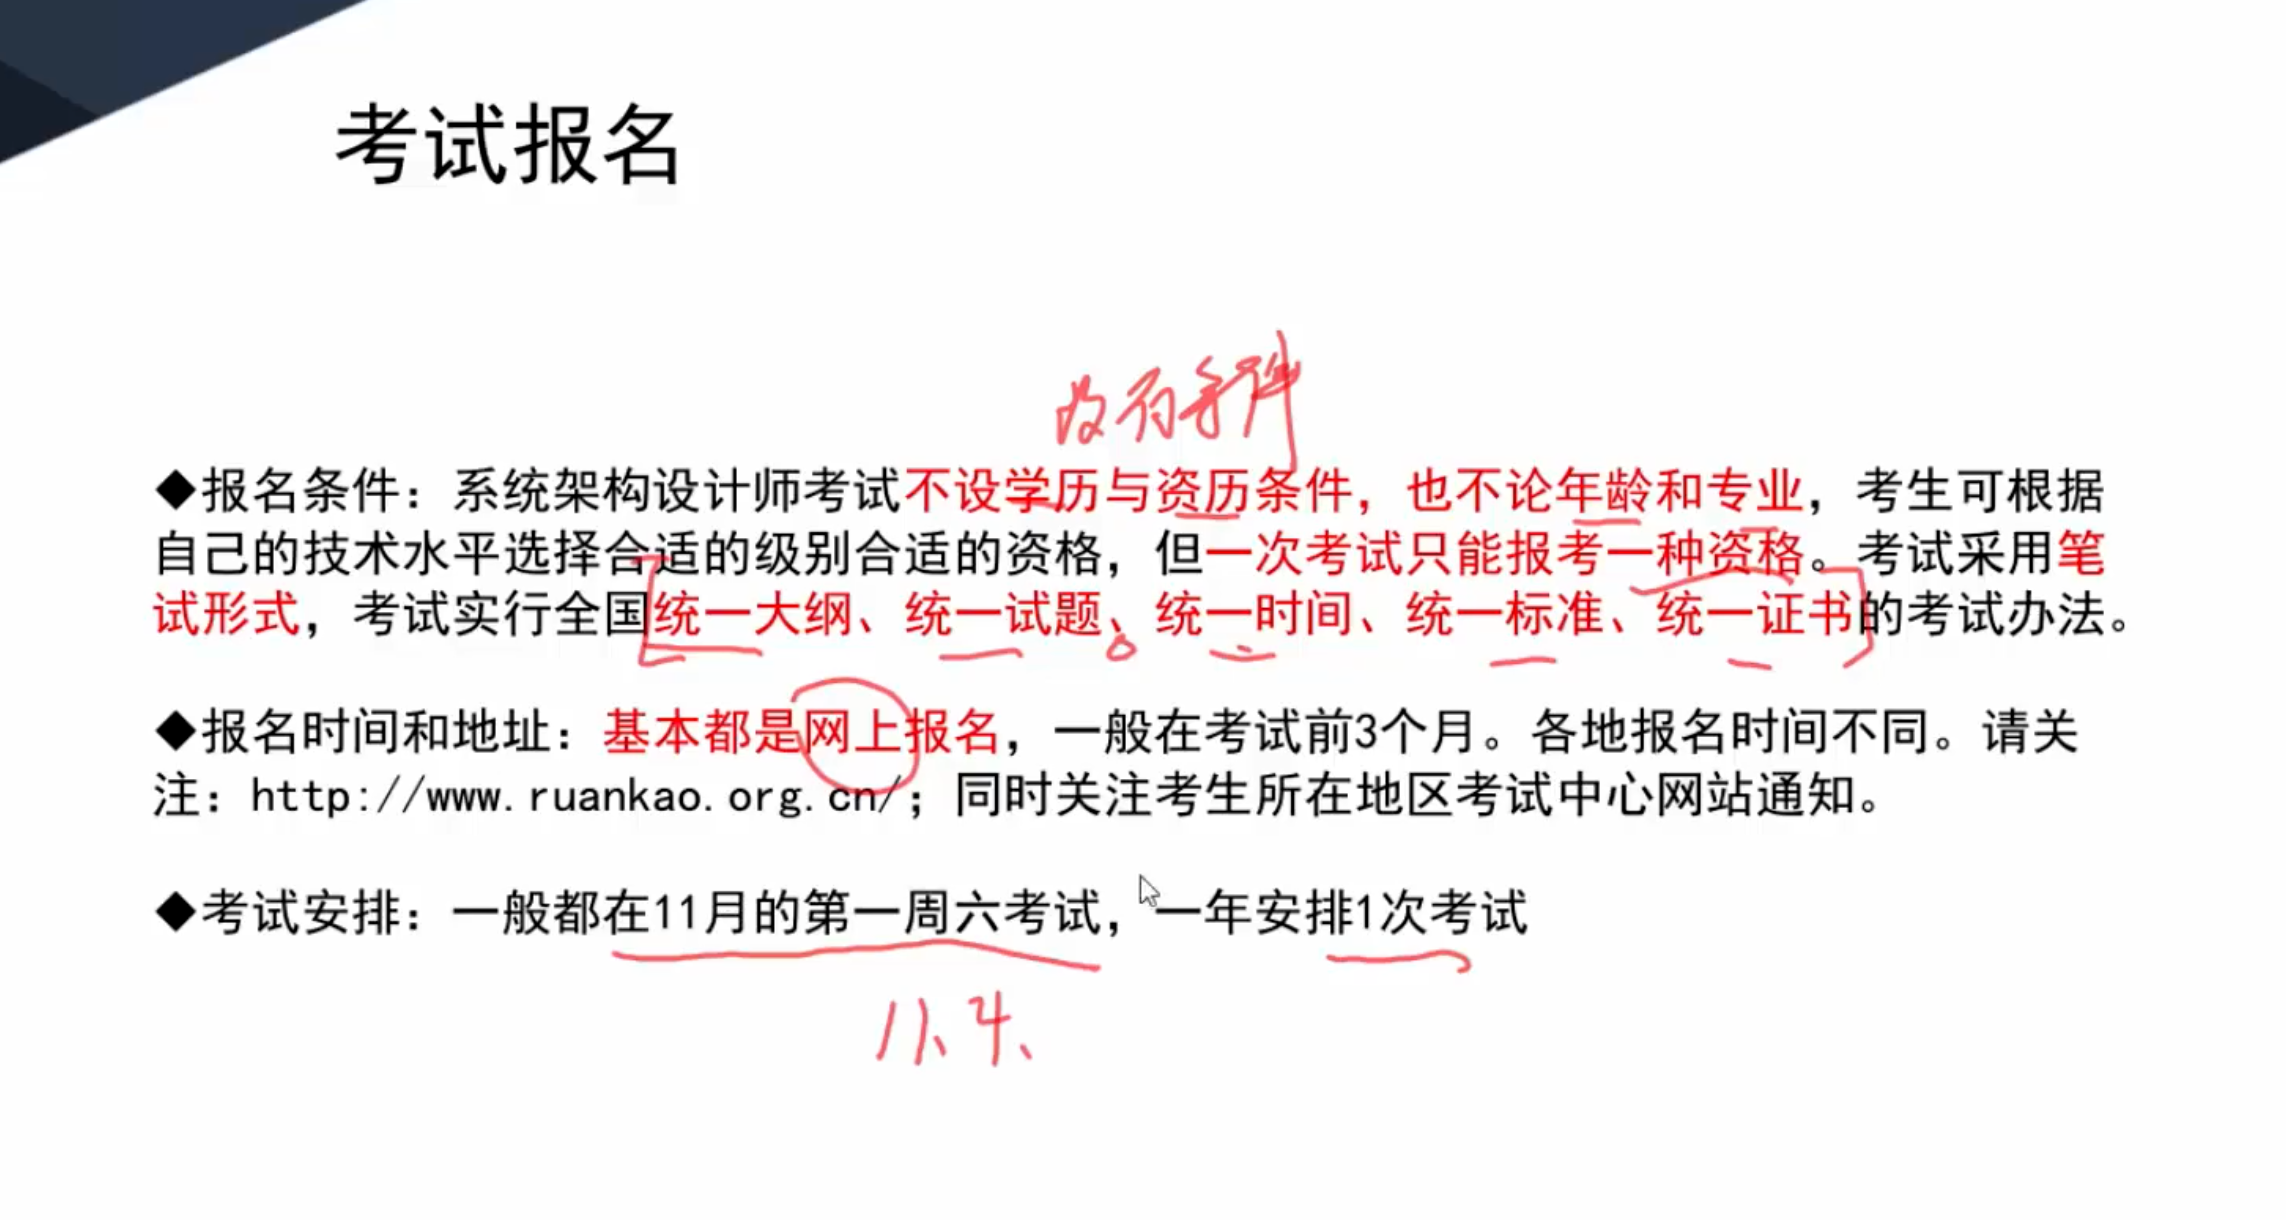 考试报名
没有条件
◆报名条件：系统架构设计师考试不设学历与资历条件，也不论年龄和专业，考生可根据
自己的技术水平选择合适的级别合适的资格，但一次考试只能报考一种资格。考试采用笔
试形式，考试实行全国统一大纲、统一试题、统一时间、统一标准、统一证书的考试办法。
◆报名时间和地址：基本都是网上报名，一般在考试前3个月。各地报名时间不同。请关
注：http://www.ruankao.org.cn/；同时关注考生所在地区考试中心网站通知。
◆考试安排：一般都在11月的第一周六考试，一年安排1次考试
11、4、